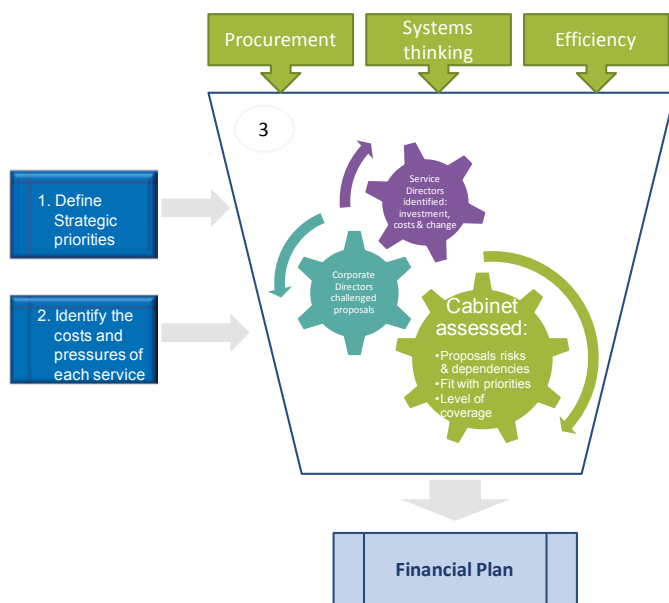 Procurement
Systems
thinking
Efficiency
3
1. Define
Strategic
priorities
2. Identify the
costs and
pressures of
each service
Service
Directors
identified:
investment,
costs & change
Corporate
Directors
challenged
proposals
Cabinet
assessed:
•Proposals risks
& dependencies
•Fit with priorities
•Level of
coverage
Financial Plan